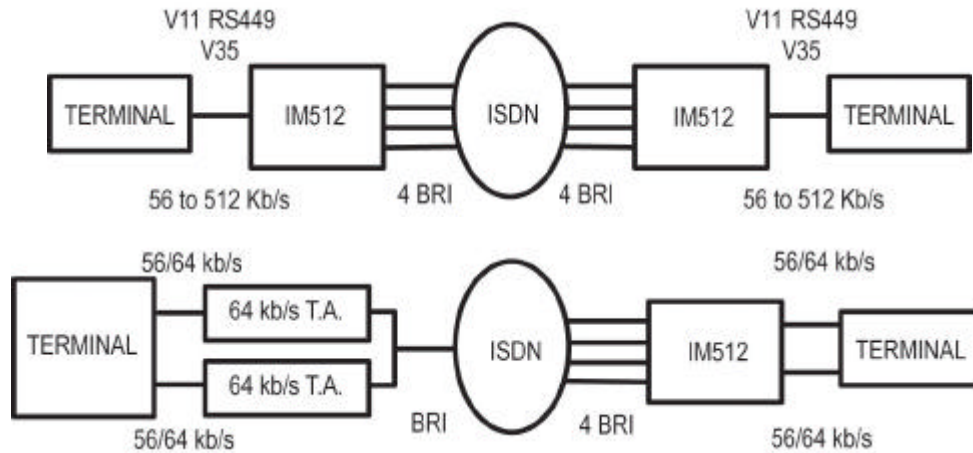 V11 RS449
V35
V11 RS449
V35
TERMINAL
IM512
ISDN
IM512
TERMINAL
56 to 512 Kb/s
4 BRI
4 BRI
56 to 512 Kb/s
56/64 kb/s
56/64 kb/s
TERMINAL
64 kb/s T.A.
64 kb/s T.A.
ISDN
IM512
TERMINAL
BRI
4 BRI
56/64 kb/s
56/64 kb/s